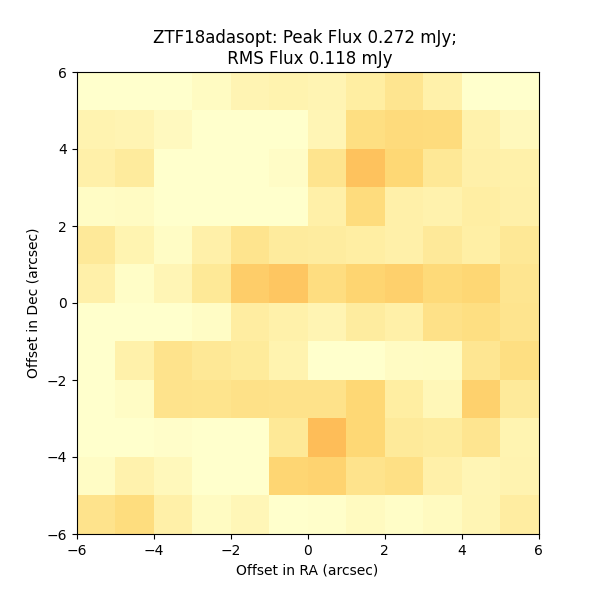 ZTF18adasopt: Peak Flux 0.272 mJy;
RMS Flux 0.118 mJy
6
4
2
0
−2
−4
−6
Offset in Dec (arcsec)
−6 −4 −2 0 2 4 6
Offset in RA (arcsec)